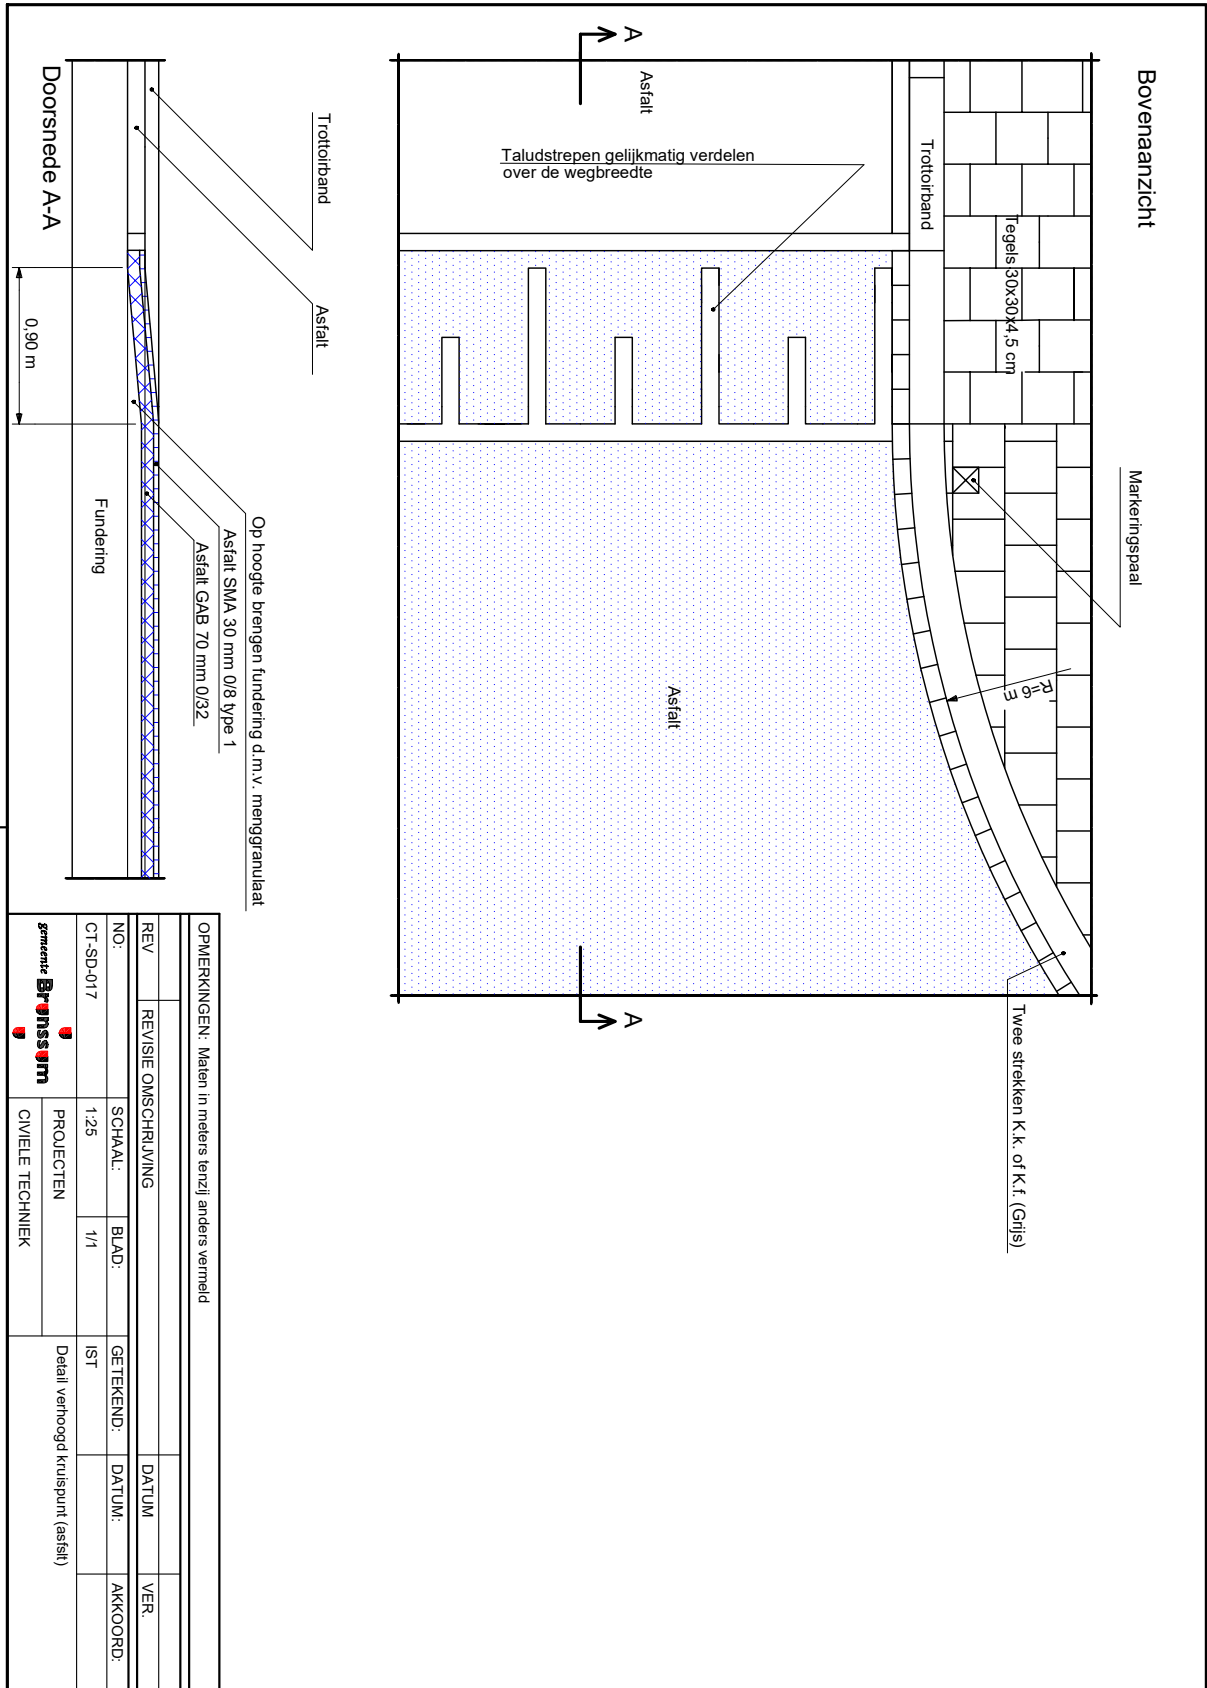 Bovenaanzicht
A
A
Asfalt
Taludstrepen gelijkmatig verdelen
over de wegbreedte
Trottoirband
Tegels 30x30x4,5 cm
Markeringspaal
R=6 m
Asfalt
Twee strekken K.k. of K.f. (Grijs)
Trottoirband
Asfalt
Doorsnede A-A
0,90 m
Fundering
Op hoogte brengen fundering d.m.v. menggranulaat
Asfalt SMA 30 mm 0/8 type 1
Asfalt GAB 70 mm 0/32
OPMERKINGEN: Maten in meters tenzij anders vermeld
REV REVISIE OMSCHRIJVING DATUM VER.
NO: SCHAAL: BLAD: GETEKEND: DATUM: AKKOORD:
CT-SD-017 1:25 1/1 IST
gemeente Brunssum
PROJECTEN
CIVIELE TECHNIEK
Detail verhoogd kruispunt (asfslt)